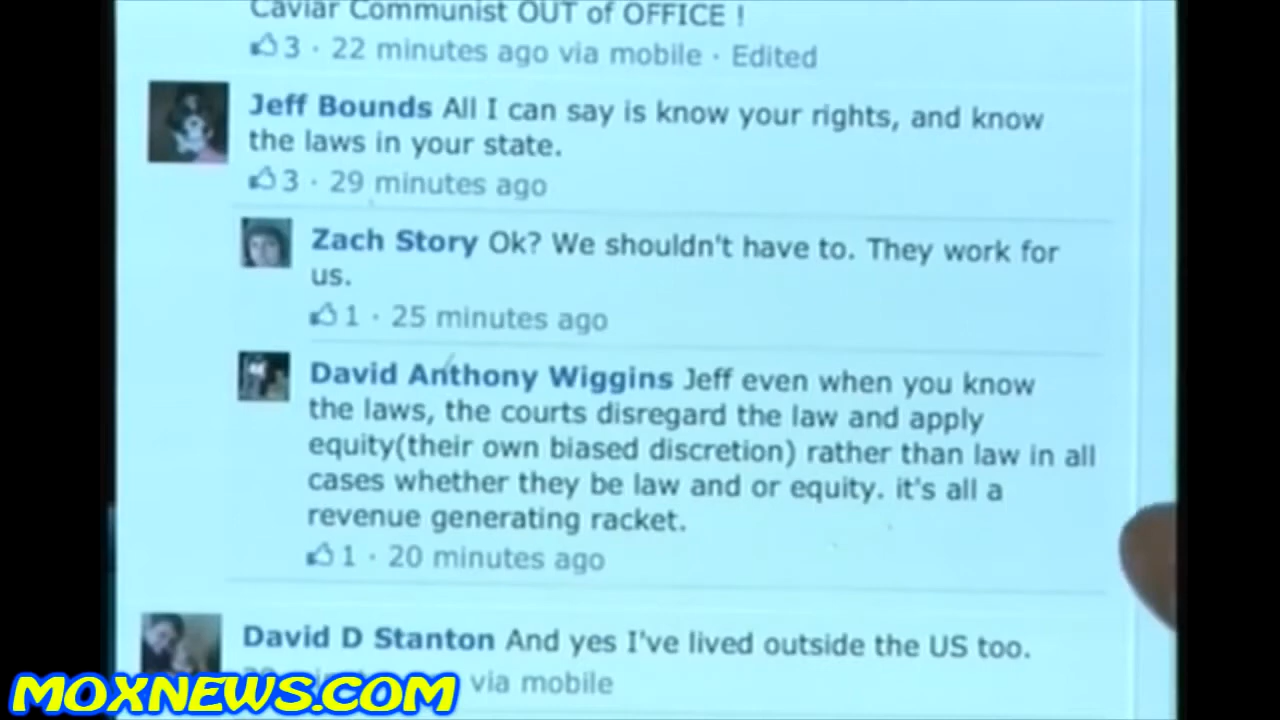 Caviar Communist OUT of OFFICE !
3 · 22 minutes ago via mobile · Edited
Jeff Bounds All I can say is know your rights, and know
the laws in your state.
3 · 29 minutes ago
Zach Story Ok? We shouldn't have to. They work for
us.
1 · 25 minutes ago
David Anthony Wiggins Jeff even when you know
the laws, the courts disregard the law and apply
equity(their own biased discretion) rather than law in all
cases whether they be law and or equity. it's all a
revenue generating racket.
1 · 20 minutes ago
David D Stanton And yes I've lived outside the US too.
via mobile
MOXNEWS.COM